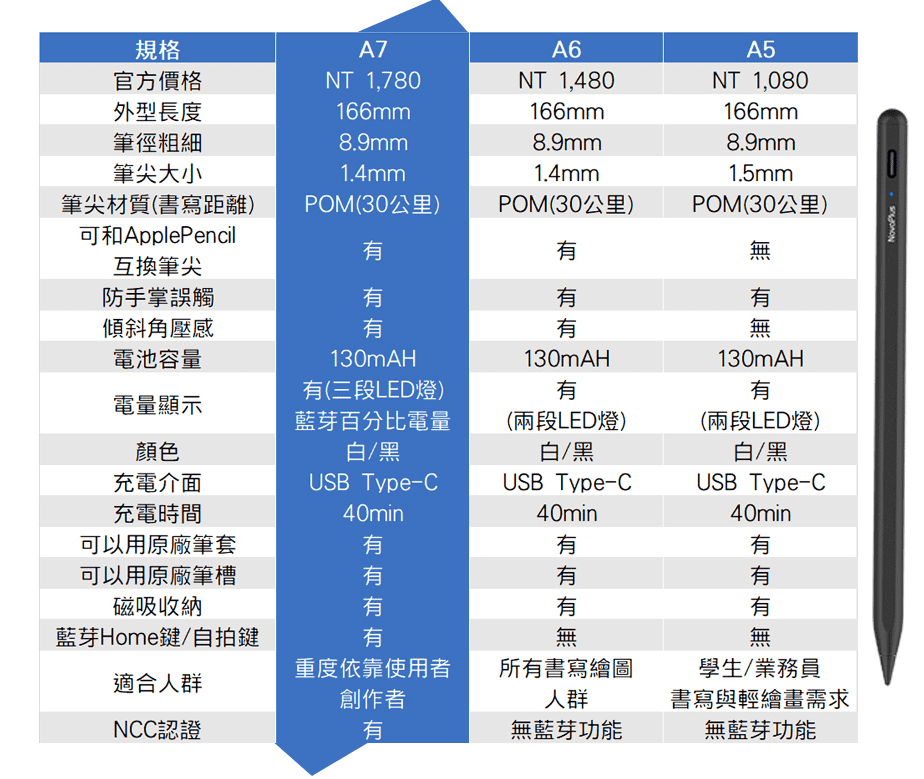 規格 A7 A6 A5
官方價格 NT 1,780 NT 1,480 NT 1,080
外型長度 166mm 166mm 166mm
筆徑粗細 8.9mm 8.9mm 8.9mm
筆尖大小 1.4mm 1.4mm 1.5mm
筆尖材質(書寫距離) POM(30公里) POM(30公里) POM(30公里)
可和ApplePencil
互換筆尖 有 有 無
防手掌誤觸 有 有 有
傾斜角壓感 有 有 無
電池容量 130mAH 130mAH 130mAH
電量顯示 有(三段LED燈) 有 有
藍芽百分比電量 (兩段LED燈) (兩段LED燈)
顏色 白/黑 白/黑 白/黑
充電介面 USB Type-C USB Type-C USB Type-C
充電時間 40min 40min 40min
可以用原廠筆套 有 有 有
可以用原廠筆槽 有 有 有
磁吸收納 有 有 有
藍芽Home鍵/自拍鍵 有 無 無
適合人群 重度依靠使用者 所有書寫繪圖 學生/業務員
創作者 人群 書寫與輕繪畫需求
NCC認證 有 無藍芽功能 無藍芽功能
NovaPlus